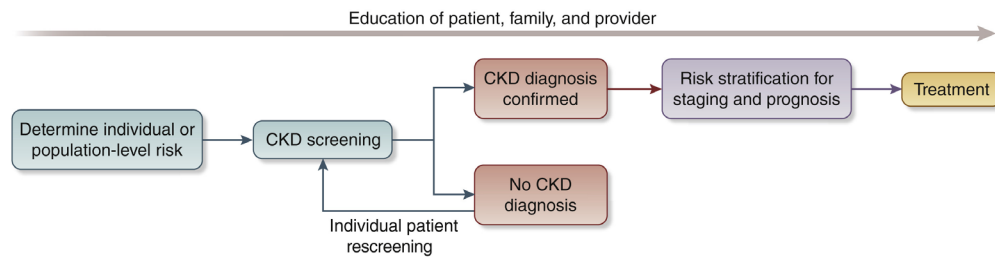 Education of patient, family, and provider
Determine individual or
population-level risk
CKD screening
CKD diagnosis
confirmed
Risk stratification for
staging and prognosis
Treatment
No CKD
diagnosis
Individual patient
rescreening